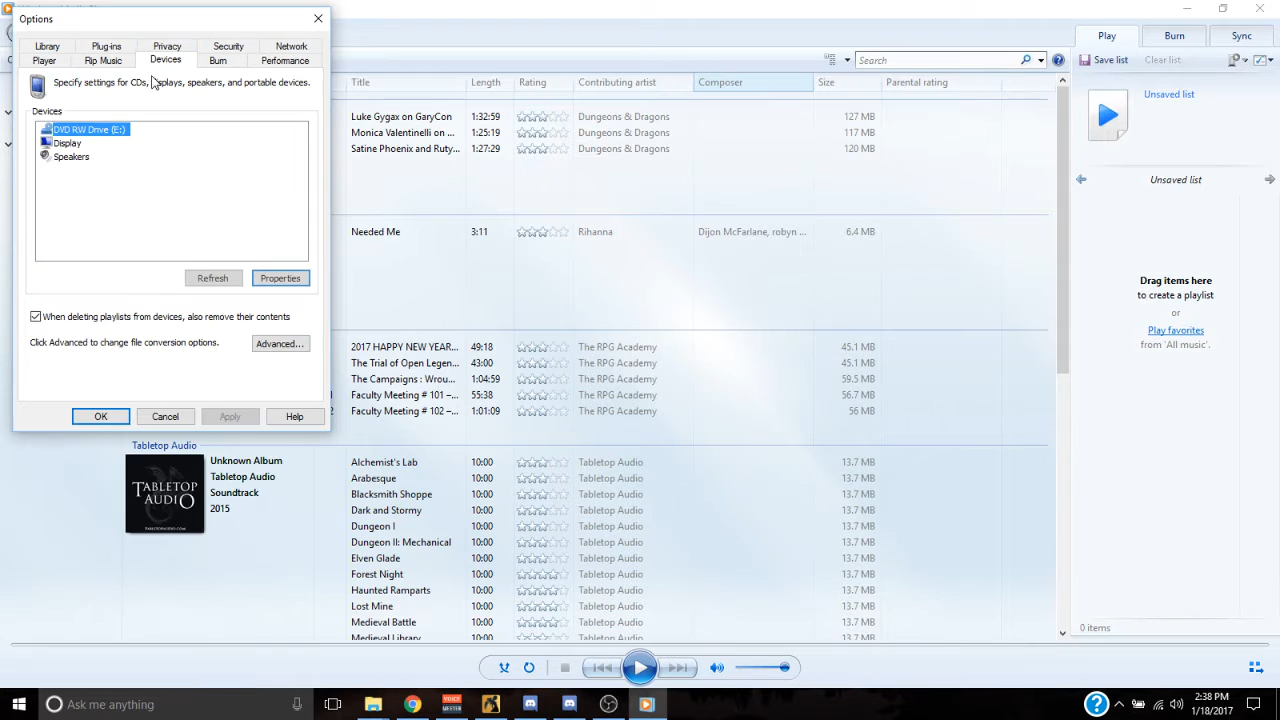 Options
Library Plug-ins Privacy Security Network
Player Rip Music Devices Burn Performance
Specify settings for CDs, displays, speakers, and portable devices.
Devices
DVD RW Drive (E:)
Display
Speakers
Refresh Properties
When deleting playlists from devices, also remove their contents
Click Advanced to change file conversion options. Advanced...
OK Cancel Apply Help
Play Burn Sync
Search
Save list Clear list
Title Length Rating Contributing artist Composer Size Parental rating
Luke Gygax on GaryCon 1:32:59 Dungeons & Dragons 127 MB
Monica Valentinelli on ... 1:25:19 Dungeons & Dragons 117 MB
Satine Phoenix and Ruty... 1:27:29 Dungeons & Dragons 120 MB
Needed Me 3:11 Rihanna Dijon McFarlane, robyn ... 6.4 MB
2017 HAPPY NEW YEAR... 49:18 The RPG Academy 45.1 MB
The Trial of Open Legen... 43:00 The RPG Academy 45.1 MB
The Campaigns : Wrou... 1:04:59 The RPG Academy 59.5 MB
Faculty Meeting # 101 –... 55:38 The RPG Academy 56.7 MB
Faculty Meeting # 102 –... 1:01:09 The RPG Academy 56 MB
Tabletop Audio
TABLETOP
AUDIO
TABLETOPAUDIO.COM
Unknown Album
Tabletop Audio
Soundtrack
2015
Alchemist's Lab 10:00 Tabletop Audio 13.7 MB
Arabesque 10:00 Tabletop Audio 13.7 MB
Blacksmith Shoppe 10:00 Tabletop Audio 13.7 MB
Dark and Stormy 10:00 Tabletop Audio 13.7 MB
Dungeon I 10:00 Tabletop Audio 13.7 MB
Dungeon II: Mechanical 10:00 Tabletop Audio 13.7 MB
Elven Glade 10:00 Tabletop Audio 13.7 MB
Forest Night 10:00 Tabletop Audio 13.7 MB
Haunted Ramparts 10:00 Tabletop Audio 13.7 MB
Lost Mine 10:00 Tabletop Audio 13.7 MB
Medieval Battle 10:00 Tabletop Audio 13.7 MB
Medieval Library 10:00 Tabletop Audio 13.7 MB
Unsaved list
Unsaved list
Drag items here
to create a playlist
or
Play favorites
from 'All music'.
0 items
Ask me anything
VOICE
MEETER
2:38 PM
1/18/2017